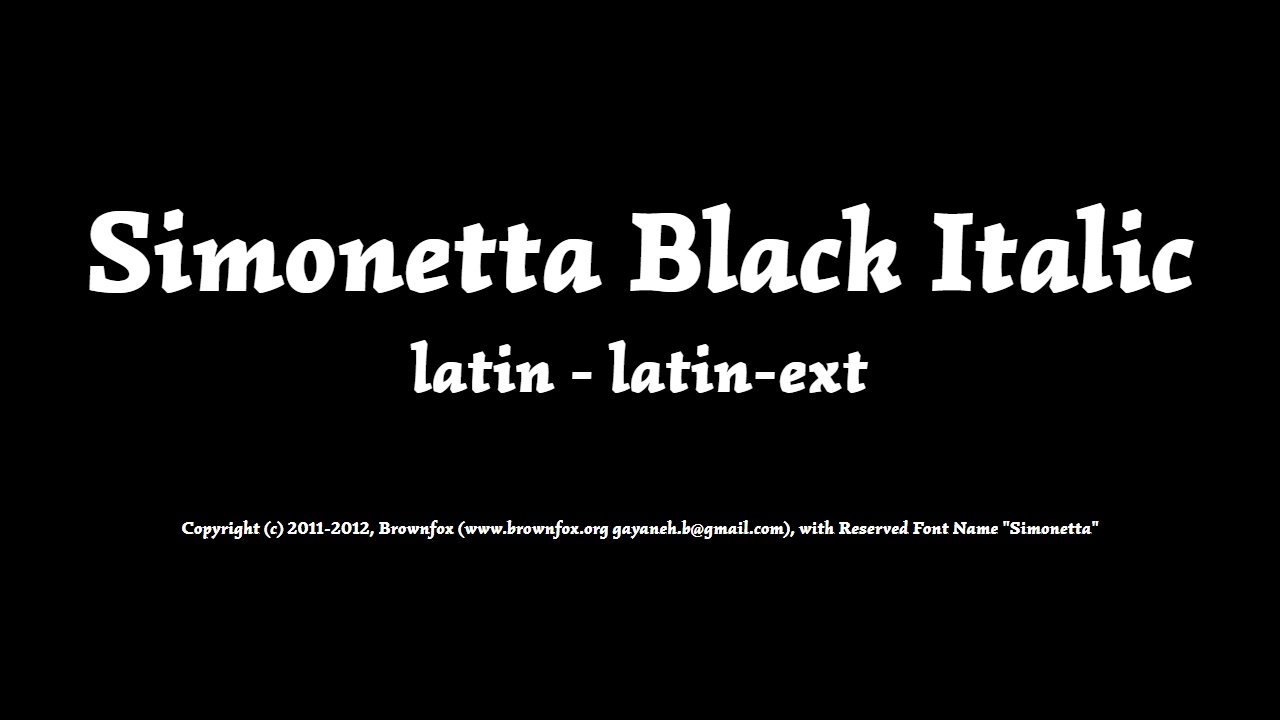 Simonetta Black Italic
latin - latin-ext
Copyright (c) 2011-2012, Brownfox (www.brownfox.org gayaneh.b@gmail.com), with Reserved Font Name "Simonetta"